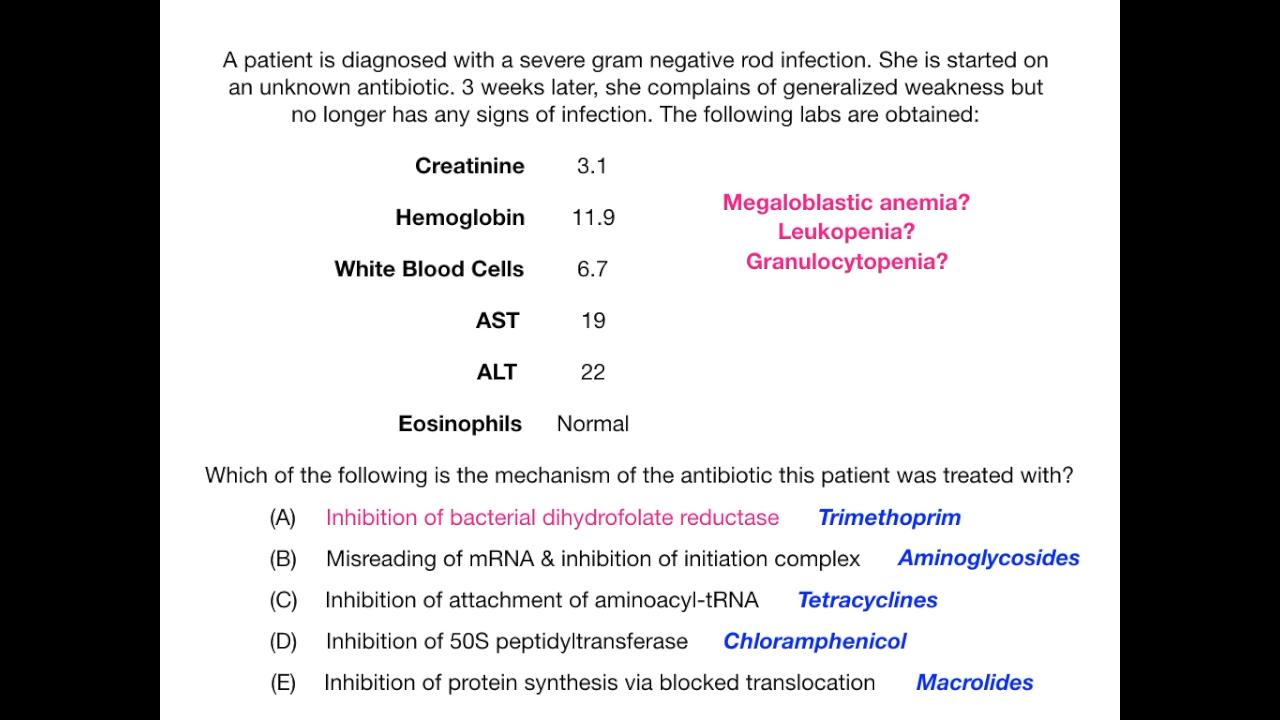 A patient is diagnosed with a severe gram negative rod infection. She is started on
an unknown antibiotic. 3 weeks later, she complains of generalized weakness but
no longer has any signs of infection. The following labs are obtained:
Creatinine 3.1
Hemoglobin 11.9
White Blood Cells 6.7
AST 19
ALT 22
Eosinophils Normal
Megaloblastic anemia?
Leukopenia?
Granulocytopenia?
Which of the following is the mechanism of the antibiotic this patient was treated with?
(A) Inhibition of bacterial dihydrofolate reductase Trimethoprim
(B) Misreading of mRNA & inhibition of initiation complex Aminoglycosides
(C) Inhibition of attachment of aminoacyl-tRNA Tetracyclines
(D) Inhibition of 50S peptidyltransferase Chloramphenicol
(E) Inhibition of protein synthesis via blocked translocation Macrolides